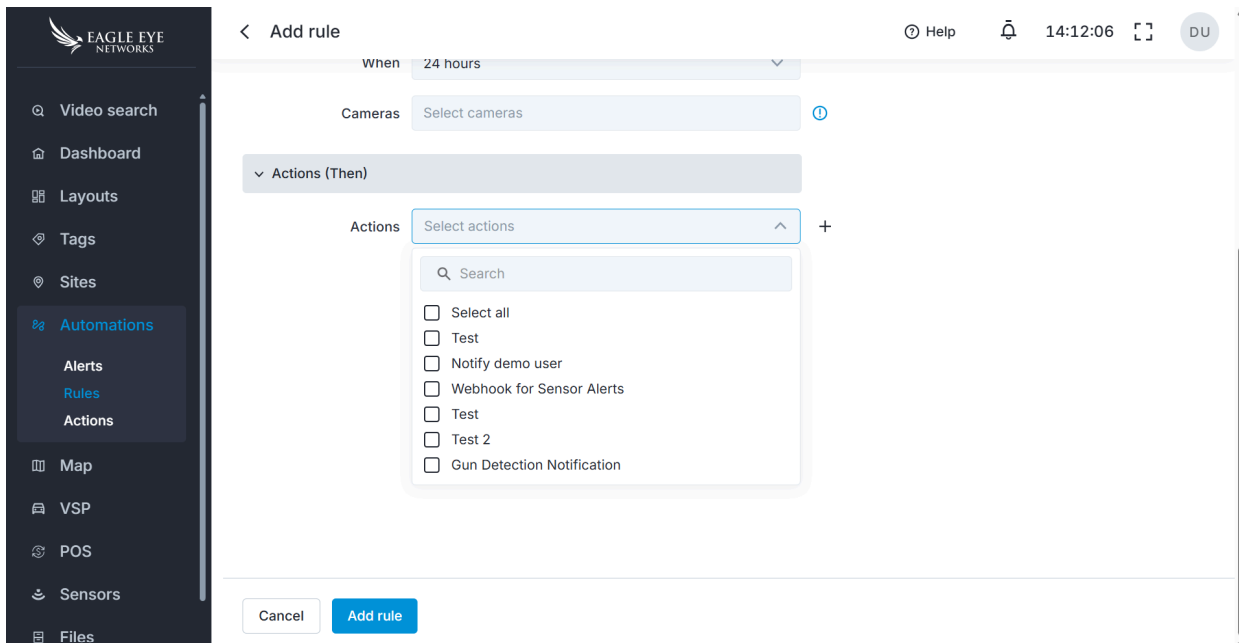 EAGLE EYE
NETWORKS
Add rule
Help
14:12:06
DU
Video search
Dashboard
Layouts
Tags
Sites
Automations
Alerts
Rules
Actions
Map
VSP
POS
Sensors
Files
When
24 hours
Cameras
Select cameras
Actions (Then)
Actions
Select actions
Search
Select all
Test
Notify demo user
Webhook for Sensor Alerts
Test
Test 2
Gun Detection Notification
Cancel
Add rule